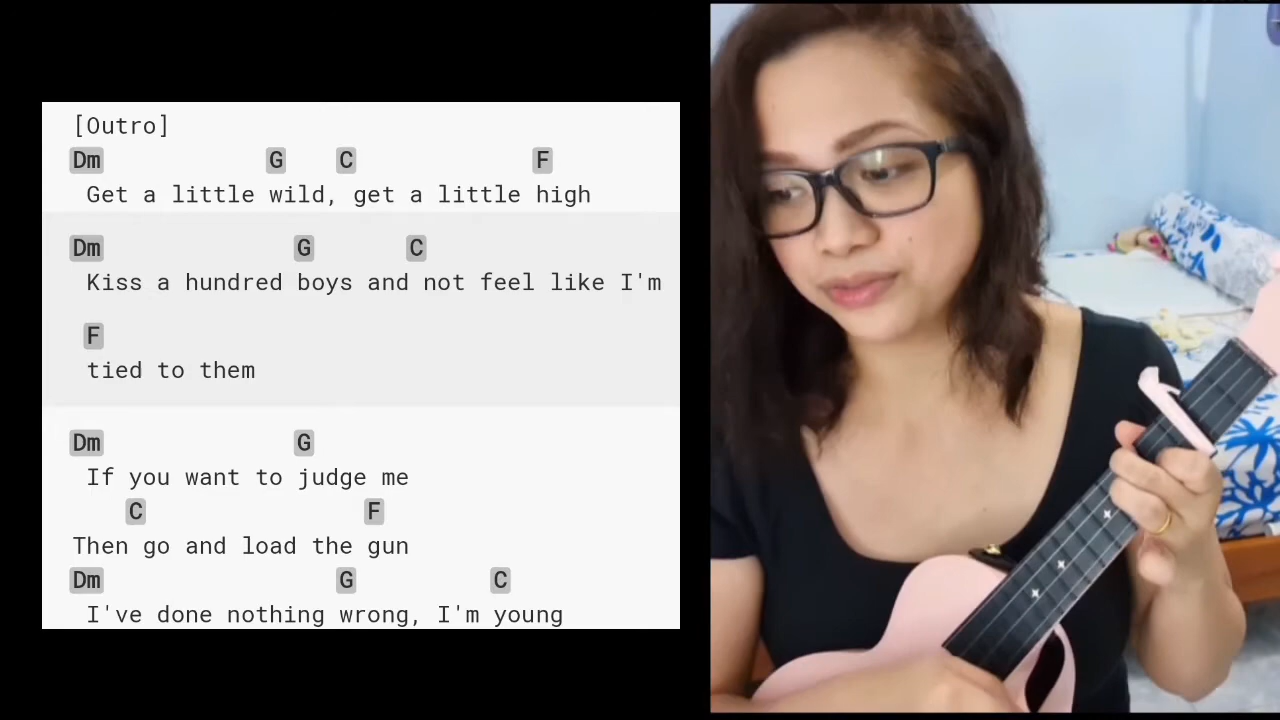 [Outro]
Dm G C F
Get a little wild, get a little high
Dm G C
Kiss a hundred boys and not feel like I'm
F
tied to them
Dm G
If you want to judge me
C F
Then go and load the gun
Dm G C
I've done nothing wrong, I'm young